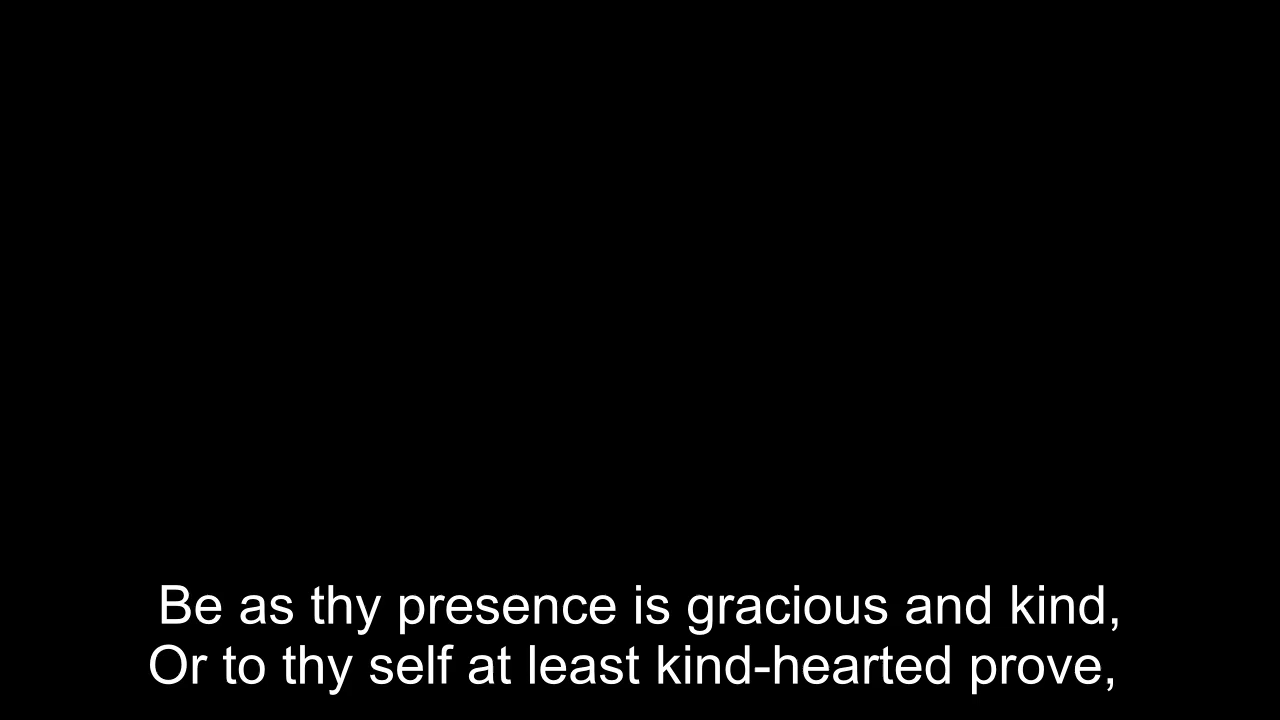 Be as thy presence is gracious and kind,
Or to thy self at least kind-hearted prove,